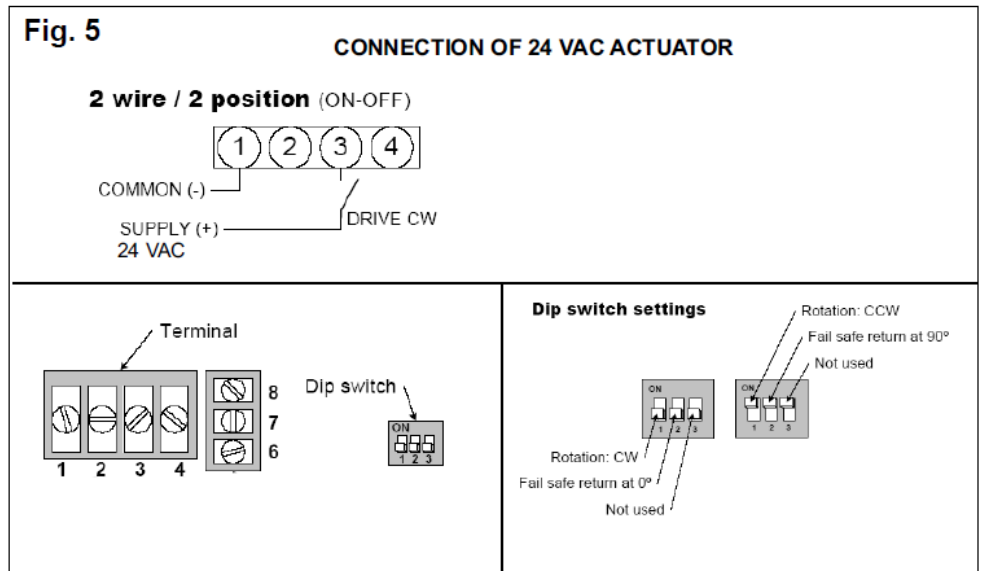 Fig. 5
CONNECTION OF 24 VAC ACTUATOR
2 wire / 2 position (ON-OFF)
1 2 3 4
COMMON (-)
DRIVE CW
SUPPLY (+)
24 VAC
Terminal
8
7
6
1 2 3 4
Dip switch
ON
1 2 3
Dip switch settings
Rotation: CCW
Fail safe return at 90º
Not used
ON
1 2 3
ON
1 2 3
Rotation: CW
Fail safe return at 0º
Not used